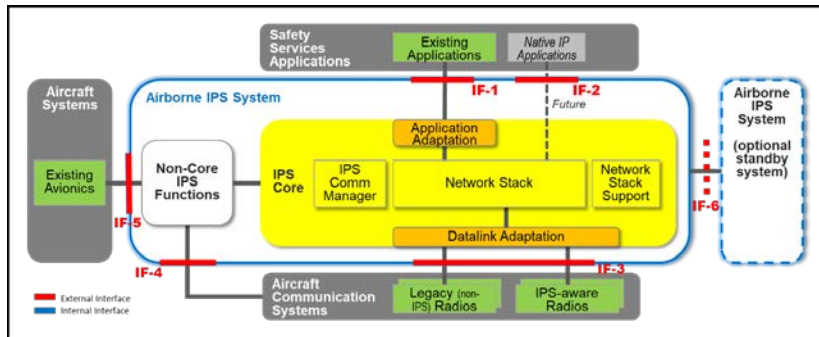 Safety
Services
Applications
Existing
Applications
Native IP
Applications
IF-1
IF-2
Aircraft
Systems
Airborne IPS System
Future
Airborne
IPS
System
(optional
standby
system)
Application
Adaptation
Existing
Avionics
Non-Core
IPS
Functions
IPS
Core
IPS
Comm
Manager
Network Stack
Network
Stack
Support
IF-5
IF-6
Datalink Adaptation
IF-4
IF-3
Aircraft
Communication
Systems
Legacy (non-
IPS) Radios
IPS-aware
Radios
External Interface
Internal Interface